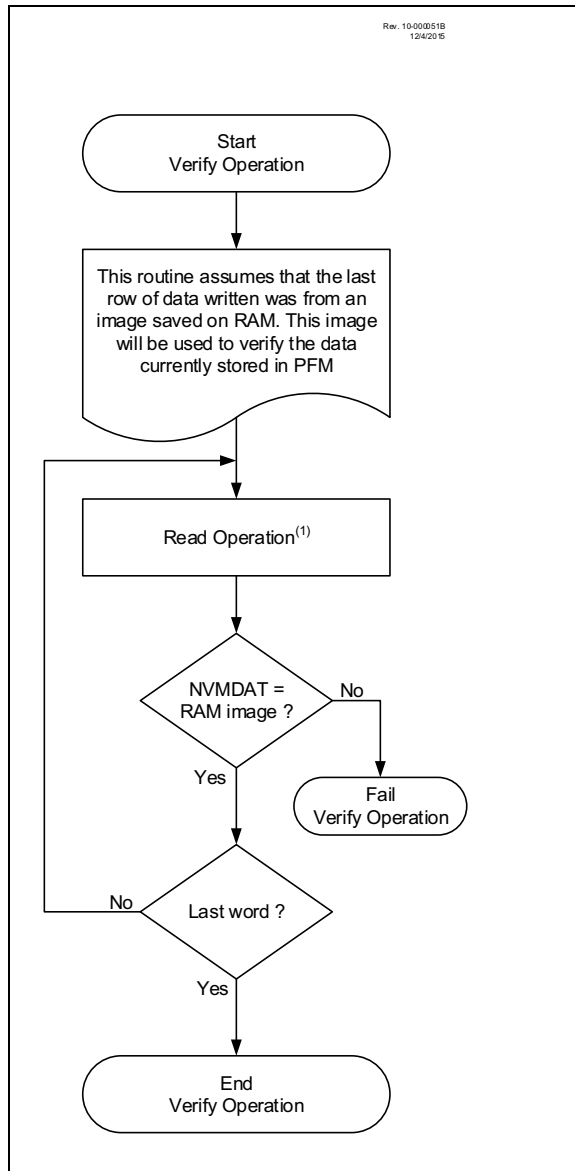 Rev. 10-000051B
12/4/2015
Start
Verify Operation
This routine assumes that the last
row of data written was from an
image saved on RAM. This image
will be used to verify the data
currently stored in PFM
Read Operation(1)
NVMDAT =
RAM image ?
No
Yes
Fail
Verify Operation
No
Last word ?
Yes
End
Verify Operation